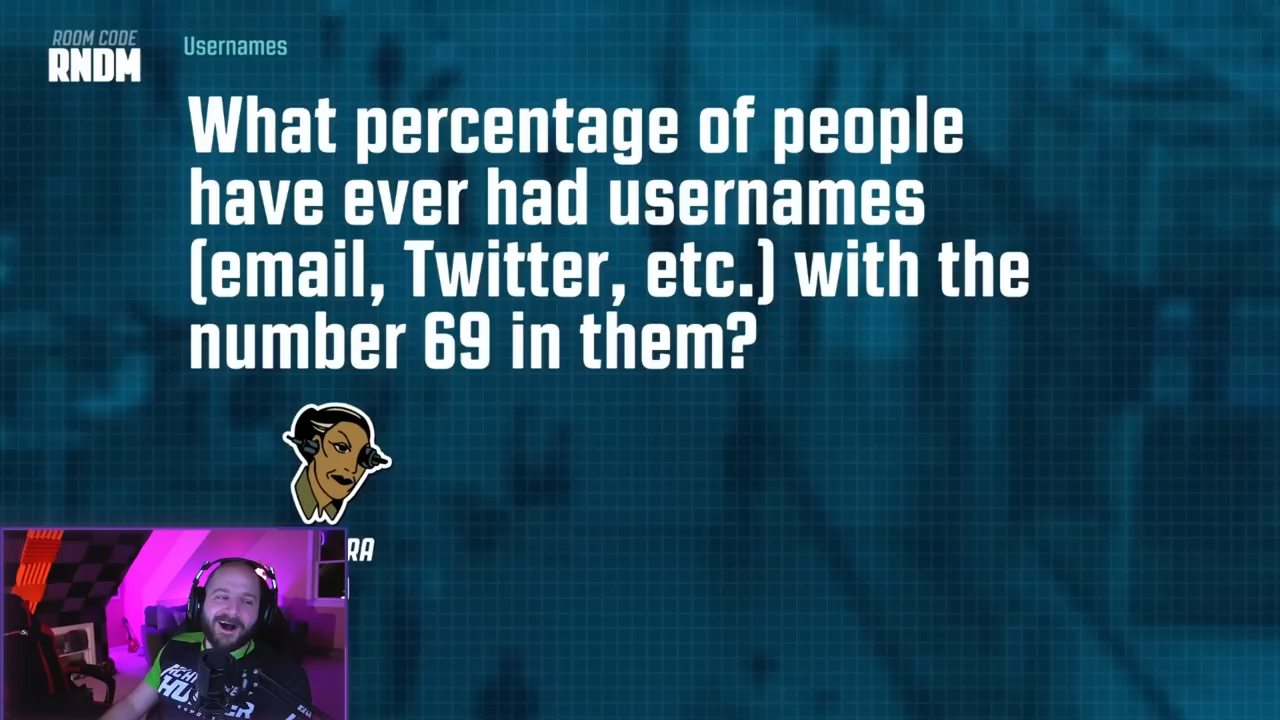 ROOM CODE
RNDM
Usernames
What percentage of people
have ever had usernames
(email, Twitter, etc.) with the
number 69 in them?
RA